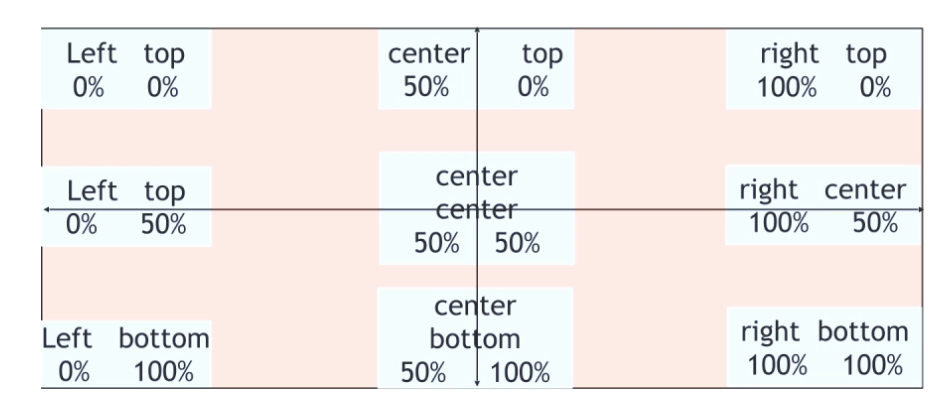 Left top
0% 0%
center top
50% 0%
right top
100% 0%
Left top
0% 50%
center
center
50% 50%
right center
100% 50%
Left bottom
0% 100%
center
bottom
50% 100%
right bottom
100% 100%